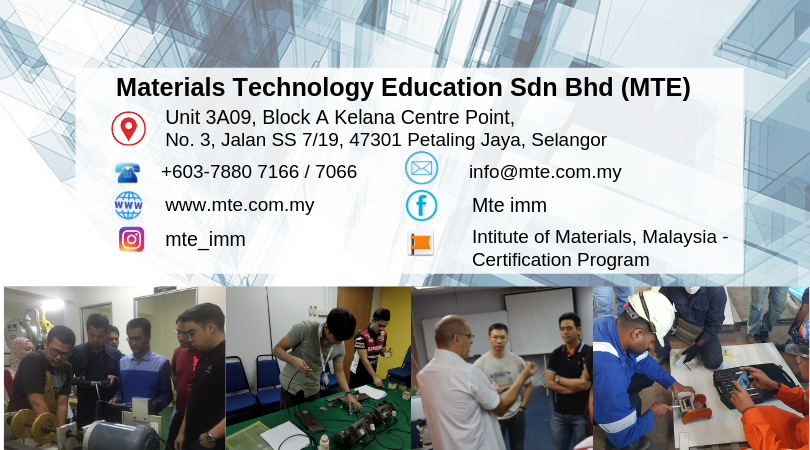 Materials Technology Education Sdn Bhd (MTE)
Unit 3A09, Block A Kelana Centre Point,
No. 3, Jalan SS 7/19, 47301 Petaling Jaya, Selangor
+603-7880 7166 / 7066
info@mte.com.my
WWW
www.mte.com.my
Mte imm
mte_imm
Intitute of Materials, Malaysia -
Certification Program